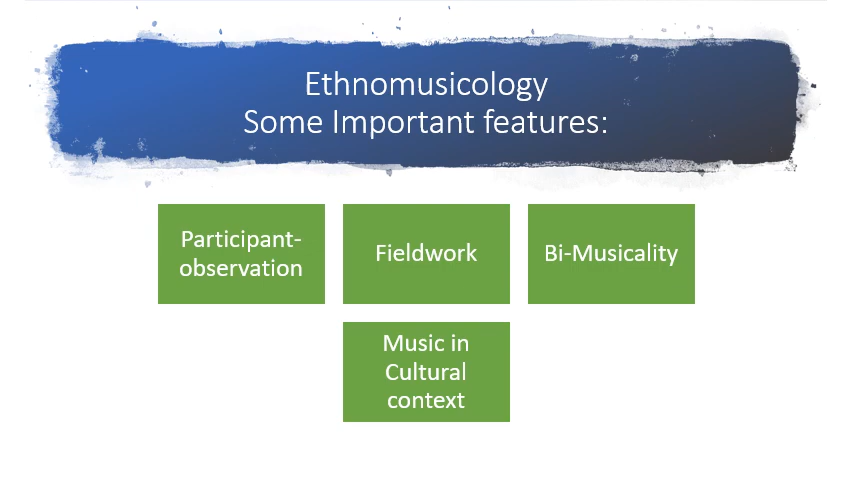 Ethnomusicology
Some Important features:
Participant-
observation
Fieldwork
Bi-Musicality
Music in
Cultural
context